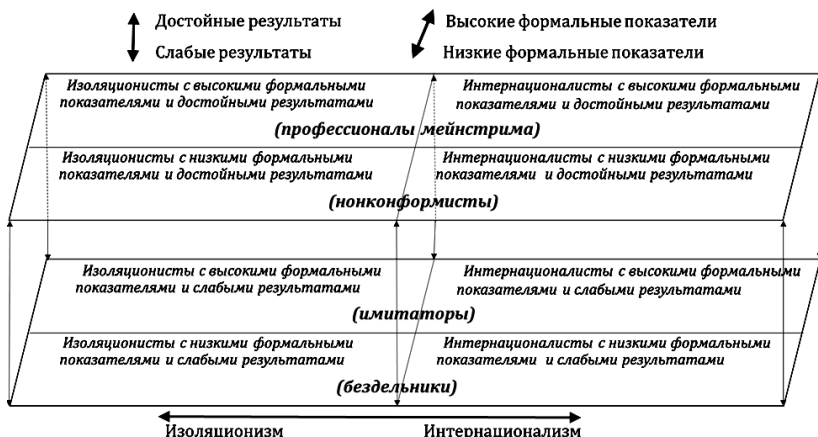 Достойные результаты
Слабые результаты
Высокие формальные показатели
Низкие формальные показатели
Изоляционисты с высокими формальными
показателями и достойными результатами
Интернационалисты с высокими формальными
показателями и достойными результатами
(профессионалы мейнстрима)
Изоляционисты с низкими формальными
показателями и достойными результатами
Интернационалисты с низкими формальными
показателями и достойными результатами
(нонконформисты)
Изоляционисты с высокими формальными
показателями и слабыми результатами
Интернационалисты с высокими формальными
показателями и слабыми результатами
(имитаторы)
Изоляционисты с низкими формальными
показателями и слабыми результатами
Интернационалисты с низкими формальными
показателями и слабыми результатами
(бездельники)
Изоляционизм
Интернационализм